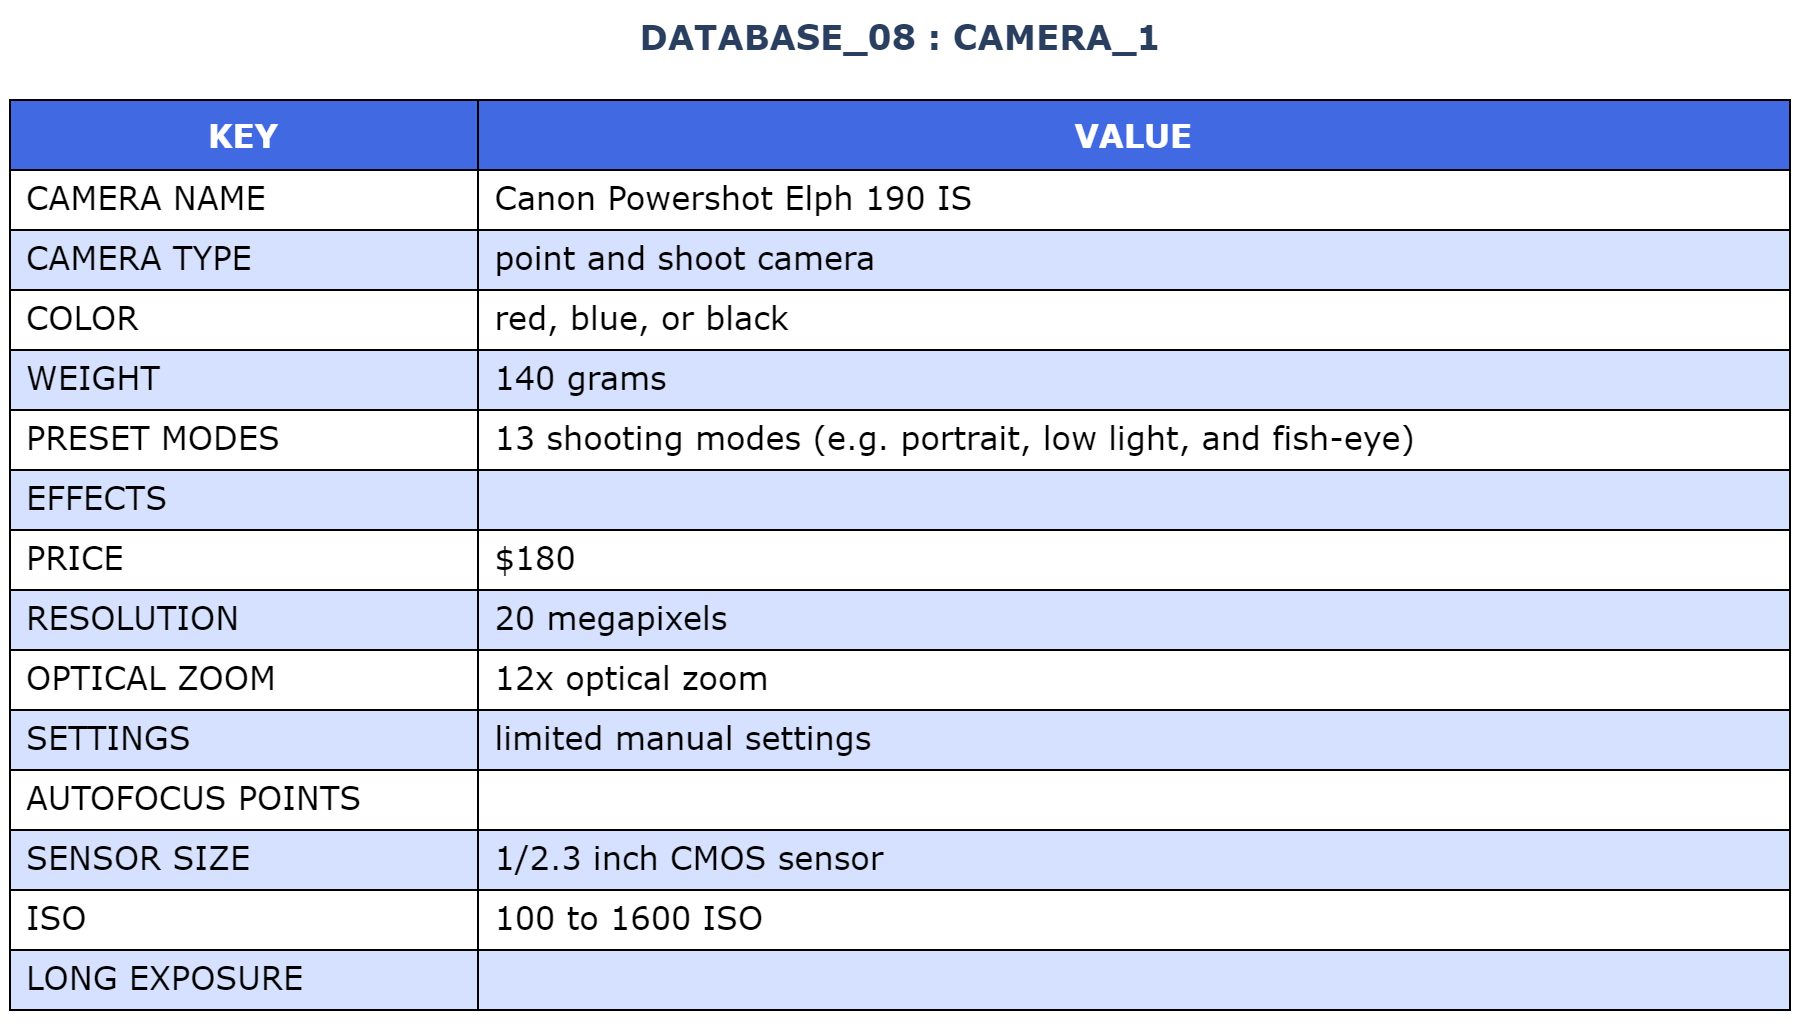 DATABASE_08 : CAMERA_1
KEY VALUE
CAMERA NAME Canon Powershot Elph 190 IS
CAMERA TYPE point and shoot camera
COLOR red, blue, or black
WEIGHT 140 grams
PRESET MODES 13 shooting modes (e.g. portrait, low light, and fish-eye)
EFFECTS
PRICE $180
RESOLUTION 20 megapixels
OPTICAL ZOOM 12x optical zoom
SETTINGS limited manual settings
AUTOFOCUS POINTS
SENSOR SIZE 1/2.3 inch CMOS sensor
ISO 100 to 1600 ISO
LONG EXPOSURE